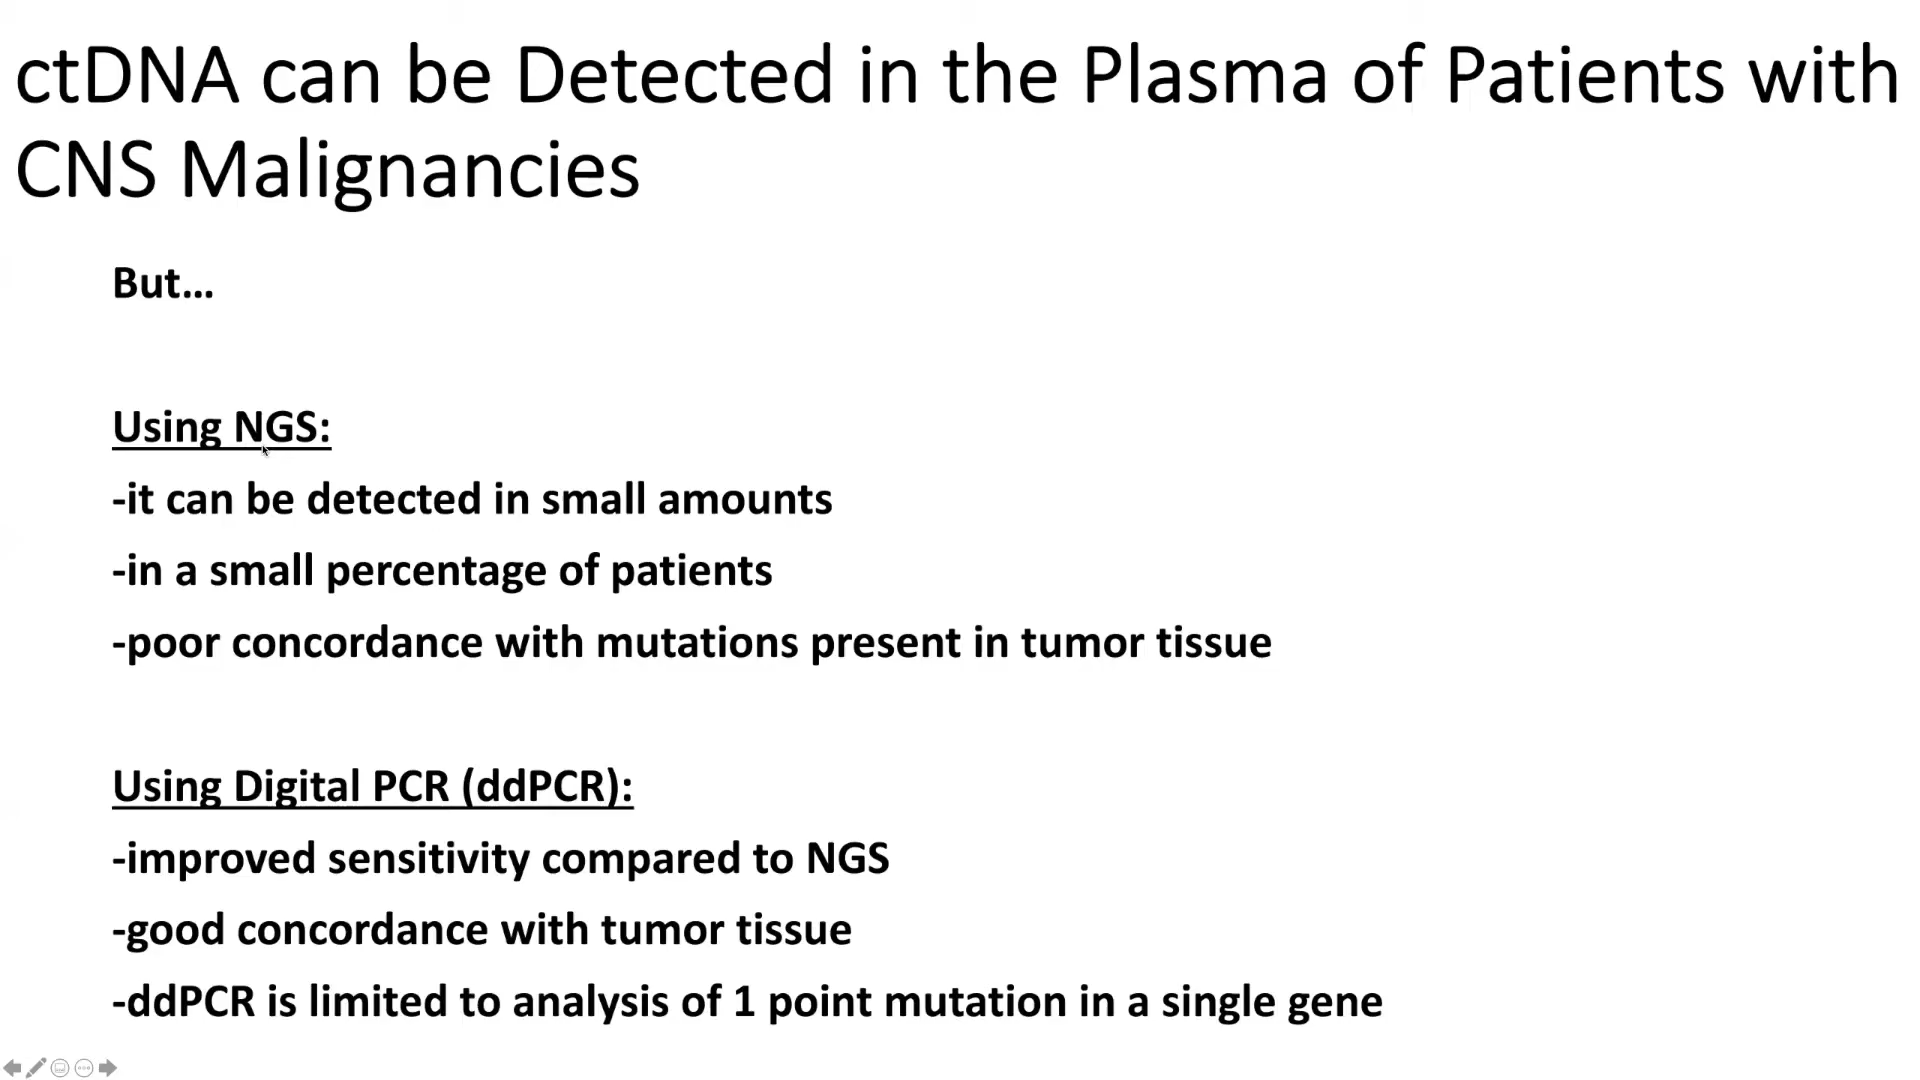 ctDNA can be Detected in the Plasma of Patients with
CNS Malignancies
But...
Using NGS:
-it can be detected in small amounts
-in a small percentage of patients
-poor concordance with mutations present in tumor tissue
Using Digital PCR (ddPCR):
-improved sensitivity compared to NGS
-good concordance with tumor tissue
-ddPCR is limited to analysis of 1 point mutation in a single gene